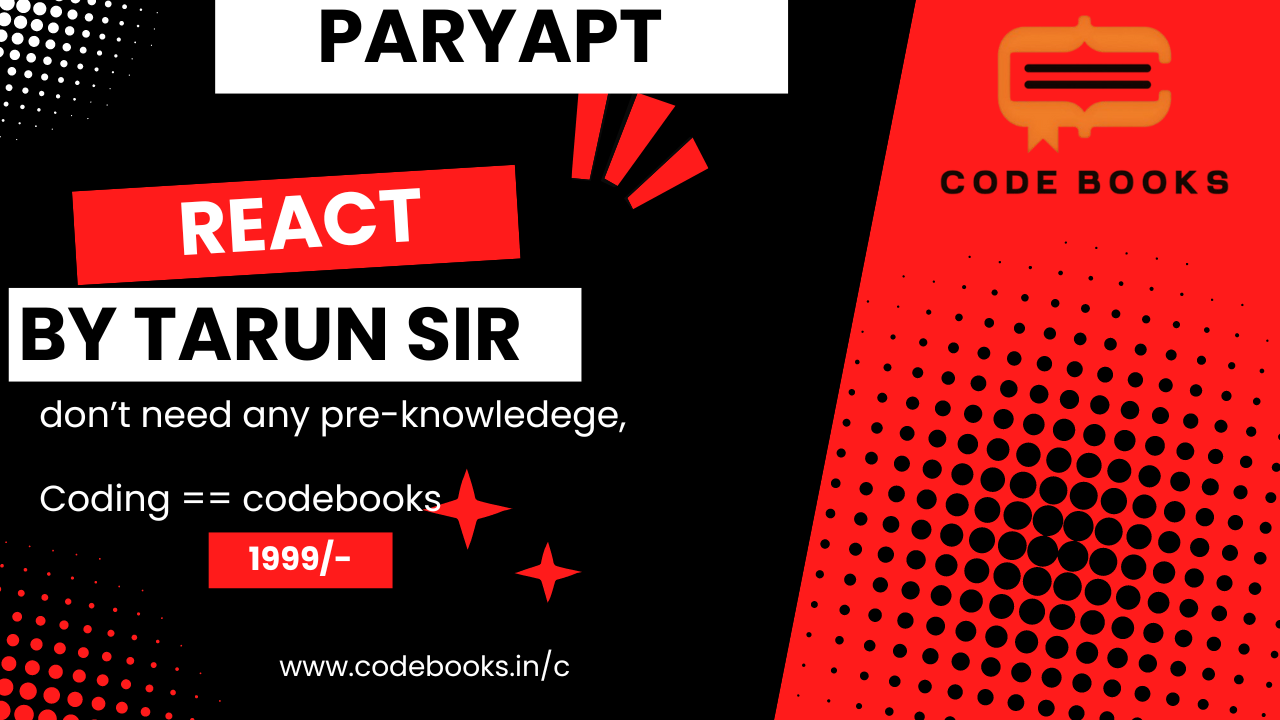 PARYAPT
CODE BOOKS
REACT
BY TARUN SIR
don’t need any pre-knowledege,
Coding == codebooks
1999/-
www.codebooks.in/c